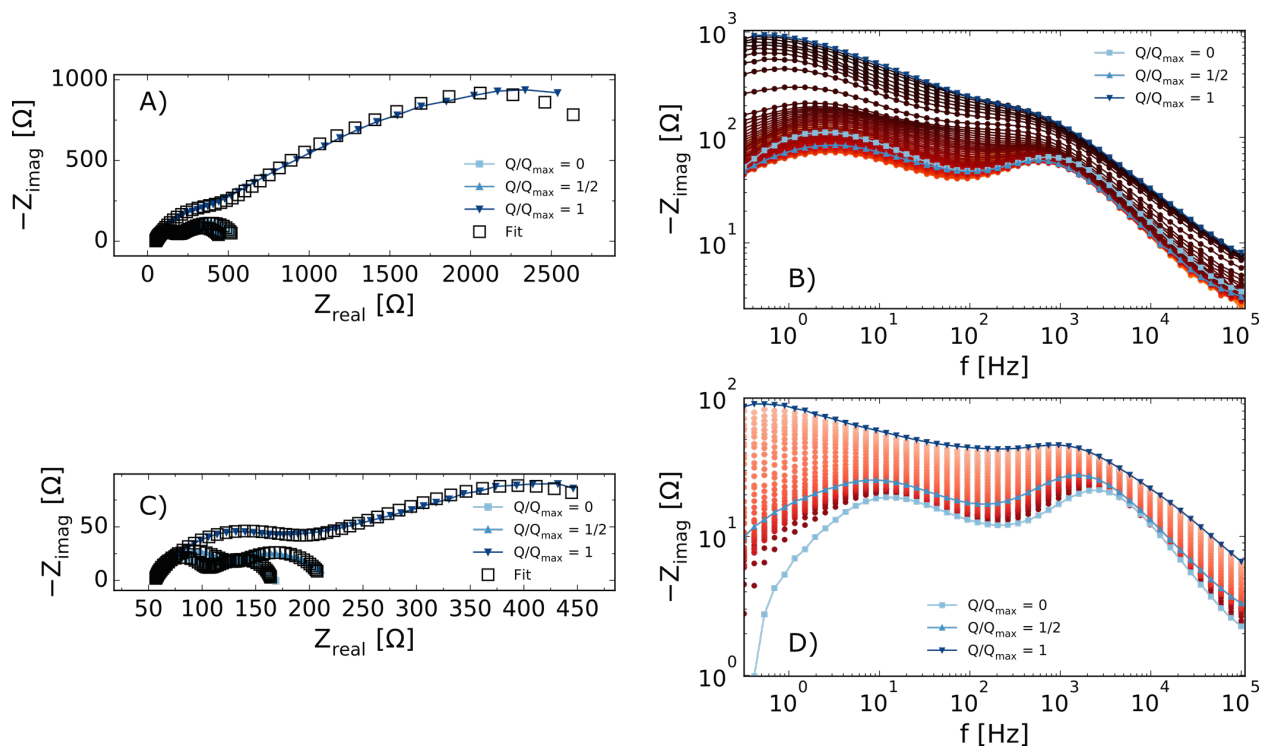 A)
1000
500
0
−Z_imag [Ω]
Q/Q_max = 0
Q/Q_max = 1/2
Q/Q_max = 1
Fit
0 500 1000 1500 2000 2500
Z_real [Ω]
B)
10^3
10^2
10^1
−Z_imag [Ω]
Q/Q_max = 0
Q/Q_max = 1/2
Q/Q_max = 1
10^0 10^1 10^2 10^3 10^4 10^5
f [Hz]
C)
50
0
−Z_imag [Ω]
Q/Q_max = 0
Q/Q_max = 1/2
Q/Q_max = 1
Fit
50 100 150 200 250 300 350 400 450
Z_real [Ω]
10^2
10^1
10^0
−Z_imag [Ω]
D)
Q/Q_max = 0
Q/Q_max = 1/2
Q/Q_max = 1
10^0 10^1 10^2 10^3 10^4 10^5
f [Hz]